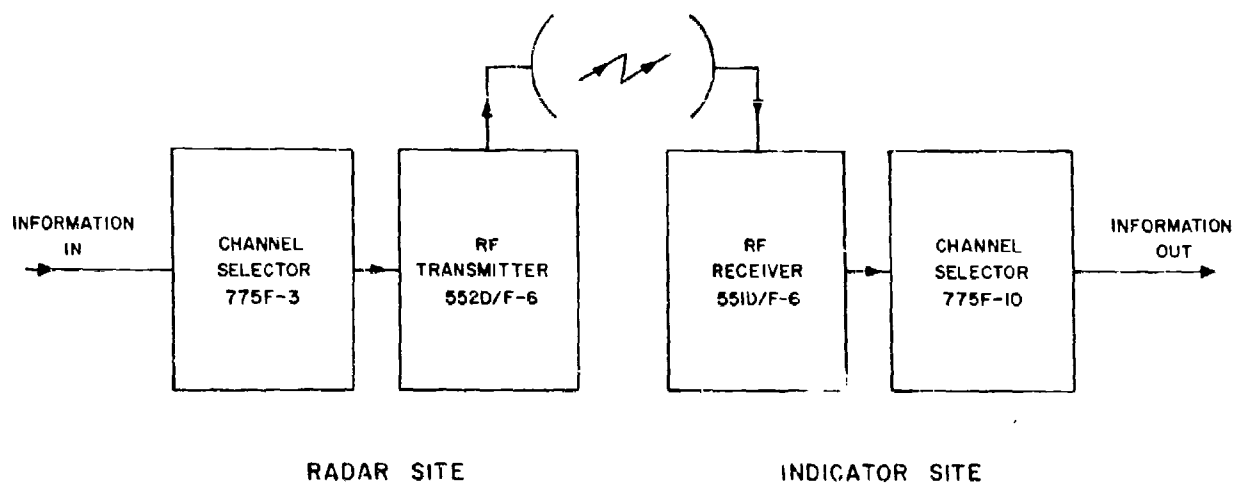 INFORMATION
IN
CHANNEL
SELECTOR
775F-3
RF
TRANSMITTER
552D/F-6
RF
RECEIVER
551D/F-6
CHANNEL
SELECTOR
775F-10
INFORMATION
OUT
RADAR SITE
INDICATOR SITE